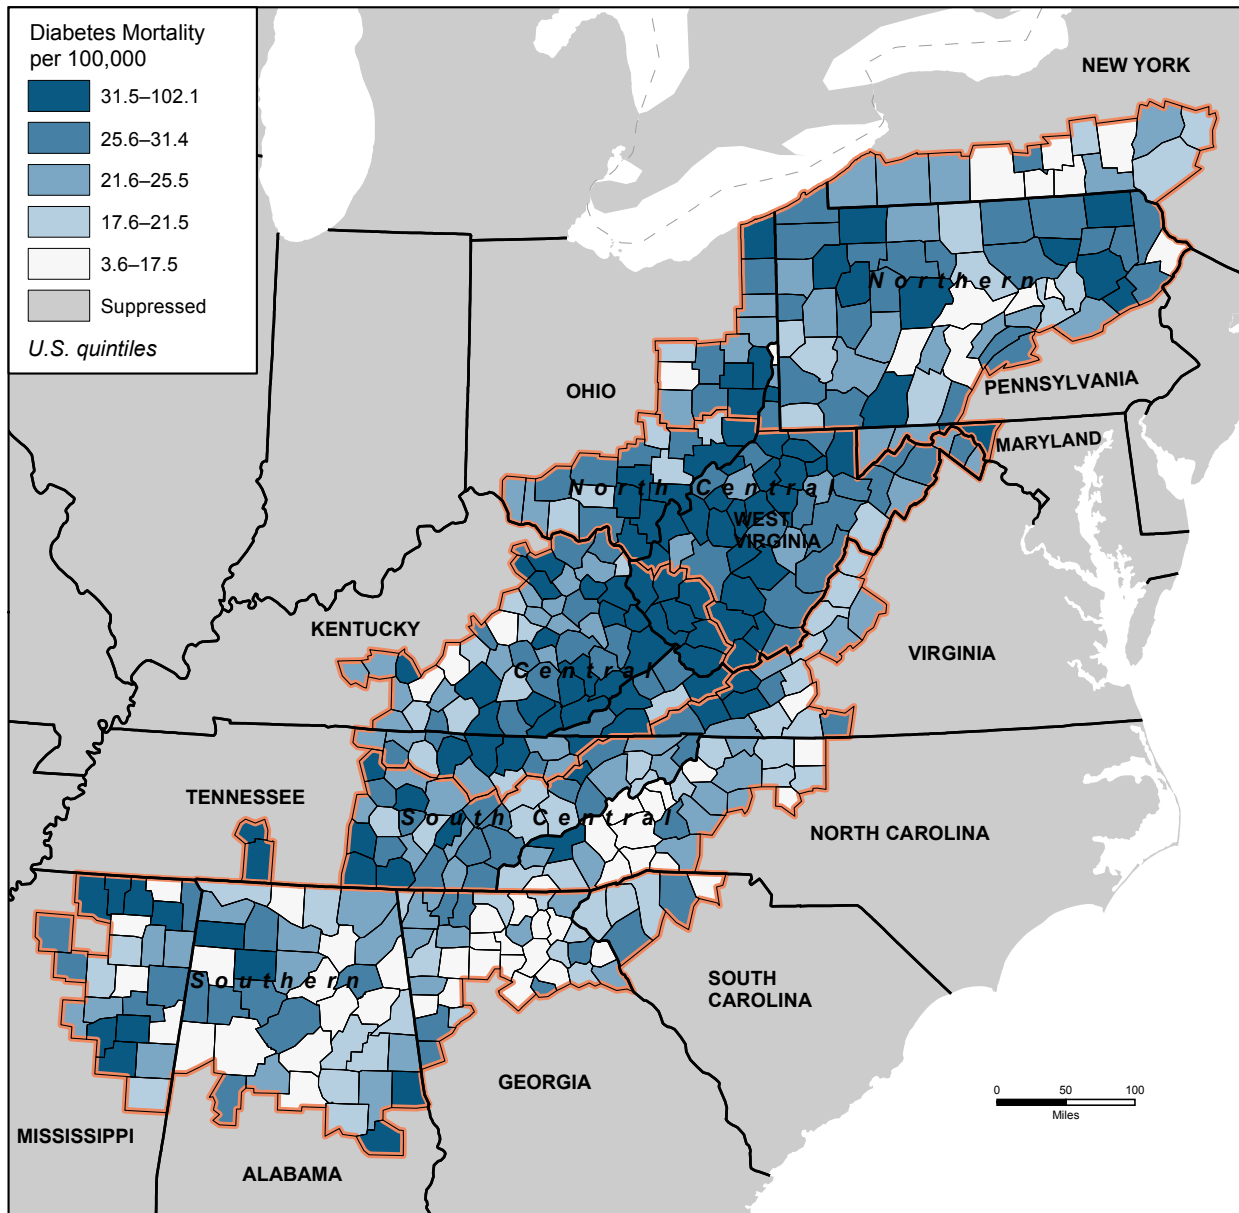 Diabetes Mortality
per 100,000
31.5–102.1
25.6–31.4
21.6–25.5
17.6–21.5
3.6–17.5
Suppressed
U.S. quintiles
NEW YORK
Northern
PENNSYLVANIA
OHIO
MARYLAND
North Central
WEST
VIRGINIA
KENTUCKY
VIRGINIA
Central
TENNESSEE
South Central
NORTH CAROLINA
Southern
SOUTH
CAROLINA
GEORGIA
0 50 100
Miles
MISSISSIPPI
ALABAMA